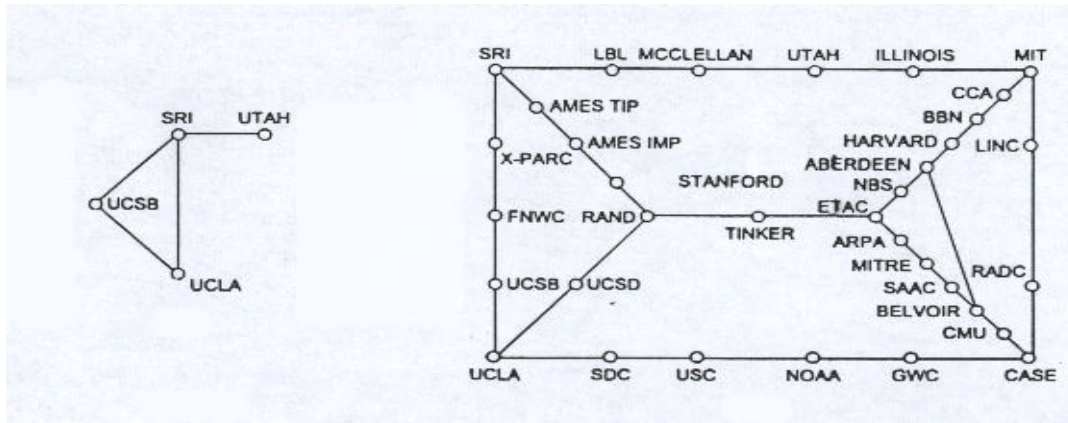 SRI UTAH
UCSB
UCLA
SRI LBL MCCLELLAN UTAH ILLINOIS MIT
AMES TIP
CCA
BBN
AMES IMP
HARVARD
LINC
X-PARC
ABERDEEN
STANFORD
NBS
ETAC
FNWC
RAND
TINKER
ARPA
MITRE
RADC
UCSB
UCSD
SAAC
BELVOIR
CMU
UCLA SDC USC NOAA GWC CASE